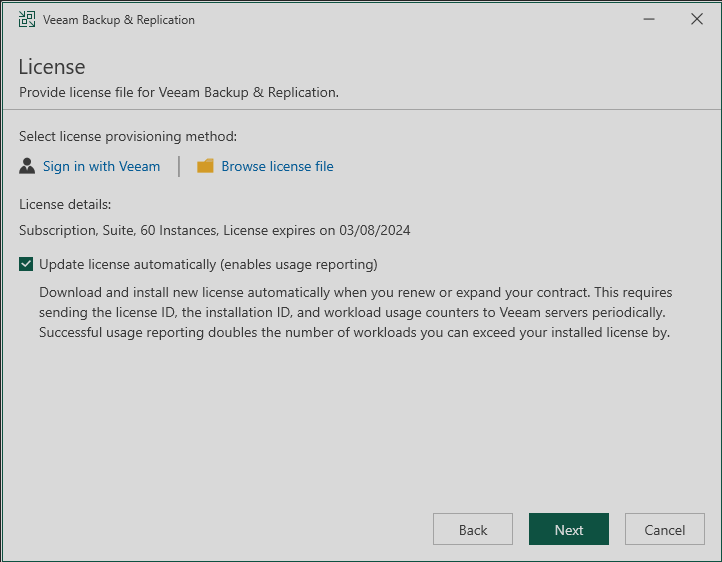 Veeam Backup & Replication
License
Provide license file for Veeam Backup & Replication.
Select license provisioning method:
Sign in with Veeam
Browse license file
License details:
Subscription, Suite, 60 Instances, License expires on 03/08/2024
Update license automatically (enables usage reporting)
Download and install new license automatically when you renew or expand your contract. This requires
sending the license ID, the installation ID, and workload usage counters to Veeam servers periodically.
Successful usage reporting doubles the number of workloads you can exceed your installed license by.
Back
Next
Cancel